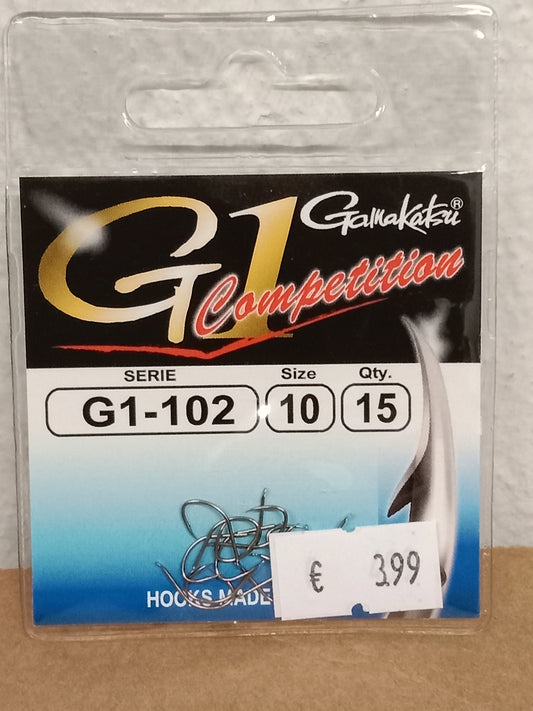 Gamakatsu®
G1
Competition
SERIE Size Qty.
G1-102 10 15
€ 3.99
HOOKS MADE